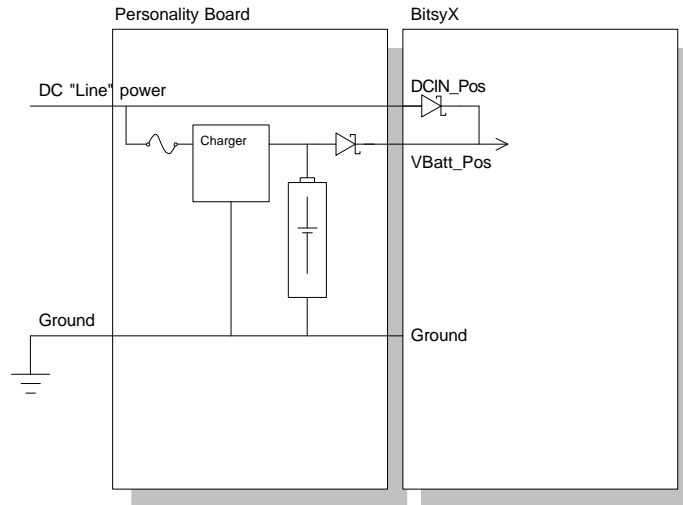 Personality Board
BitsyX
DC "Line" power
DCIN_Pos
Charger
VBatt_Pos
Ground
Ground